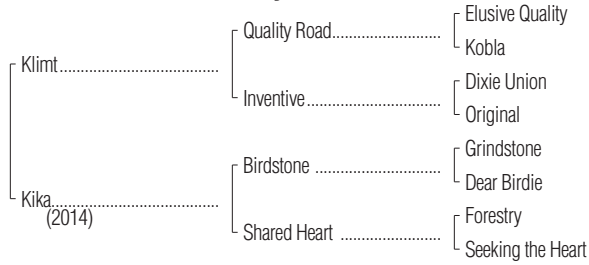 Elusive Quality
Quality Road
Kobla
Klimt
Dixie Union
Inventive
Original
Grindstone
Birdstone
Dear Birdie
Kika
(2014)
Forestry
Shared Heart
Seeking the Heart